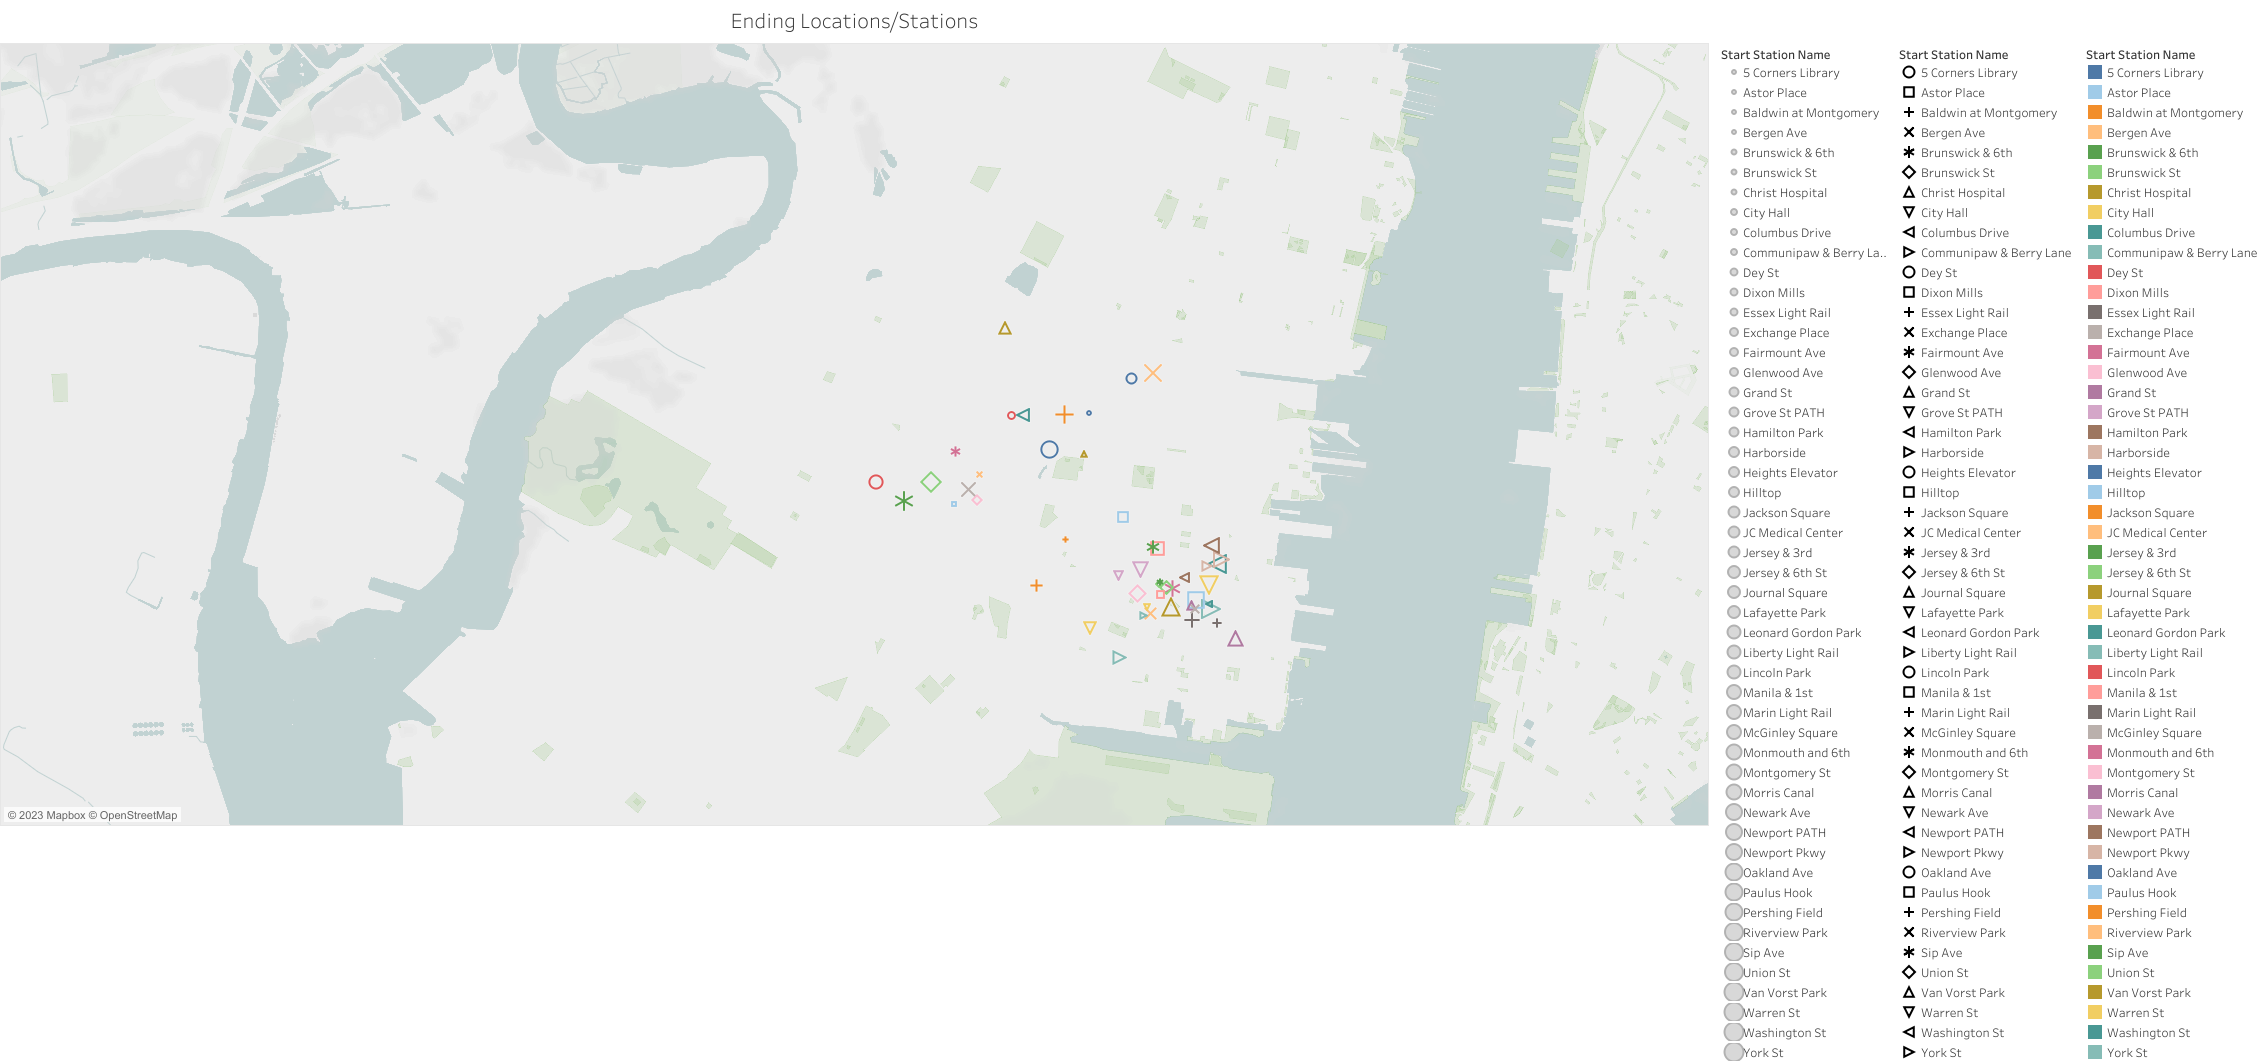 Ending Locations/Stations
© 2023 Mapbox © OpenStreetMap
Start Station Name
5 Corners Library
Astor Place
Baldwin at Montgomery
Bergen Ave
Brunswick & 6th
Brunswick St
Christ Hospital
City Hall
Columbus Drive
Communipaw & Berry La..
Dey St
Dixon Mills
Essex Light Rail
Exchange Place
Fairmount Ave
Glenwood Ave
Grand St
Grove St PATH
Hamilton Park
Harborside
Heights Elevator
Hilltop
Jackson Square
JC Medical Center
Jersey & 3rd
Jersey & 6th St
Journal Square
Lafayette Park
Leonard Gordon Park
Liberty Light Rail
Lincoln Park
Manila & 1st
Marin Light Rail
McGinley Square
Monmouth and 6th
Montgomery St
Morris Canal
Newark Ave
Newport PATH
Newport Pkwy
Oakland Ave
Paulus Hook
Pershing Field
Riverview Park
Sip Ave
Union St
Van Vorst Park
Warren St
Washington St
York St
Start Station Name
5 Corners Library
Astor Place
Baldwin at Montgomery
Bergen Ave
Brunswick & 6th
Brunswick St
Christ Hospital
City Hall
Columbus Drive
Communipaw & Berry Lane
Dey St
Dixon Mills
Essex Light Rail
Exchange Place
Fairmount Ave
Glenwood Ave
Grand St
Grove St PATH
Hamilton Park
Harborside
Heights Elevator
Hilltop
Jackson Square
JC Medical Center
Jersey & 3rd
Jersey & 6th St
Journal Square
Lafayette Park
Leonard Gordon Park
Liberty Light Rail
Lincoln Park
Manila & 1st
Marin Light Rail
McGinley Square
Monmouth and 6th
Montgomery St
Morris Canal
Newark Ave
Newport PATH
Newport Pkwy
Oakland Ave
Paulus Hook
Pershing Field
Riverview Park
Sip Ave
Union St
Van Vorst Park
Warren St
Washington St
York St
Start Station Name
5 Corners Library
Astor Place
Baldwin at Montgomery
Bergen Ave
Brunswick & 6th
Brunswick St
Christ Hospital
City Hall
Columbus Drive
Communipaw & Berry Lane
Dey St
Dixon Mills
Essex Light Rail
Exchange Place
Fairmount Ave
Glenwood Ave
Grand St
Grove St PATH
Hamilton Park
Harborside
Heights Elevator
Hilltop
Jackson Square
JC Medical Center
Jersey & 3rd
Jersey & 6th St
Journal Square
Lafayette Park
Leonard Gordon Park
Liberty Light Rail
Lincoln Park
Manila & 1st
Marin Light Rail
McGinley Square
Monmouth and 6th
Montgomery St
Morris Canal
Newark Ave
Newport PATH
Newport Pkwy
Oakland Ave
Paulus Hook
Pershing Field
Riverview Park
Sip Ave
Union St
Van Vorst Park
Warren St
Washington St
York St